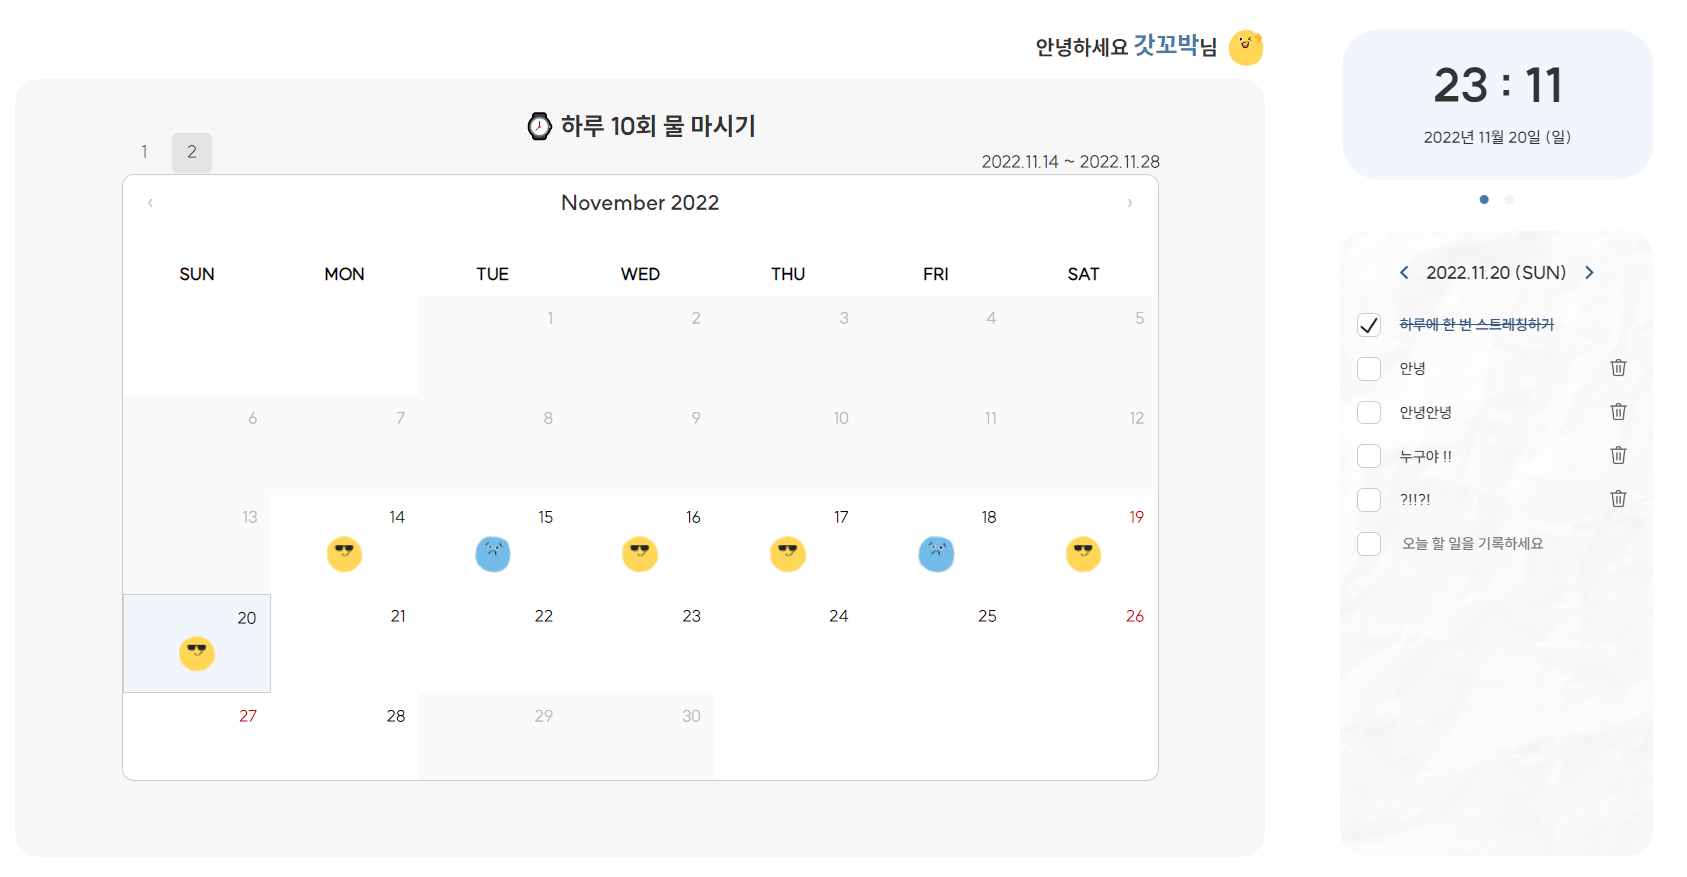 안녕하세요 갓꼬박님
하루 10회 물 마시기
1 2
2022.11.14 ~ 2022.11.28
‹ November 2022 ›
SUN MON TUE WED THU FRI SAT
1 2 3 4 5
6 7 8 9 10 11 12
13 14 15 16 17 18 19
20 21 22 23 24 25 26
27 28 29 30
23 : 11
2022년 11월 20일 (일)
2022.11.20 (SUN)
하루에 한 번 스트레칭하기
안녕
안녕안녕
누구야 !!
?!!?!
오늘 할 일을 기록하세요